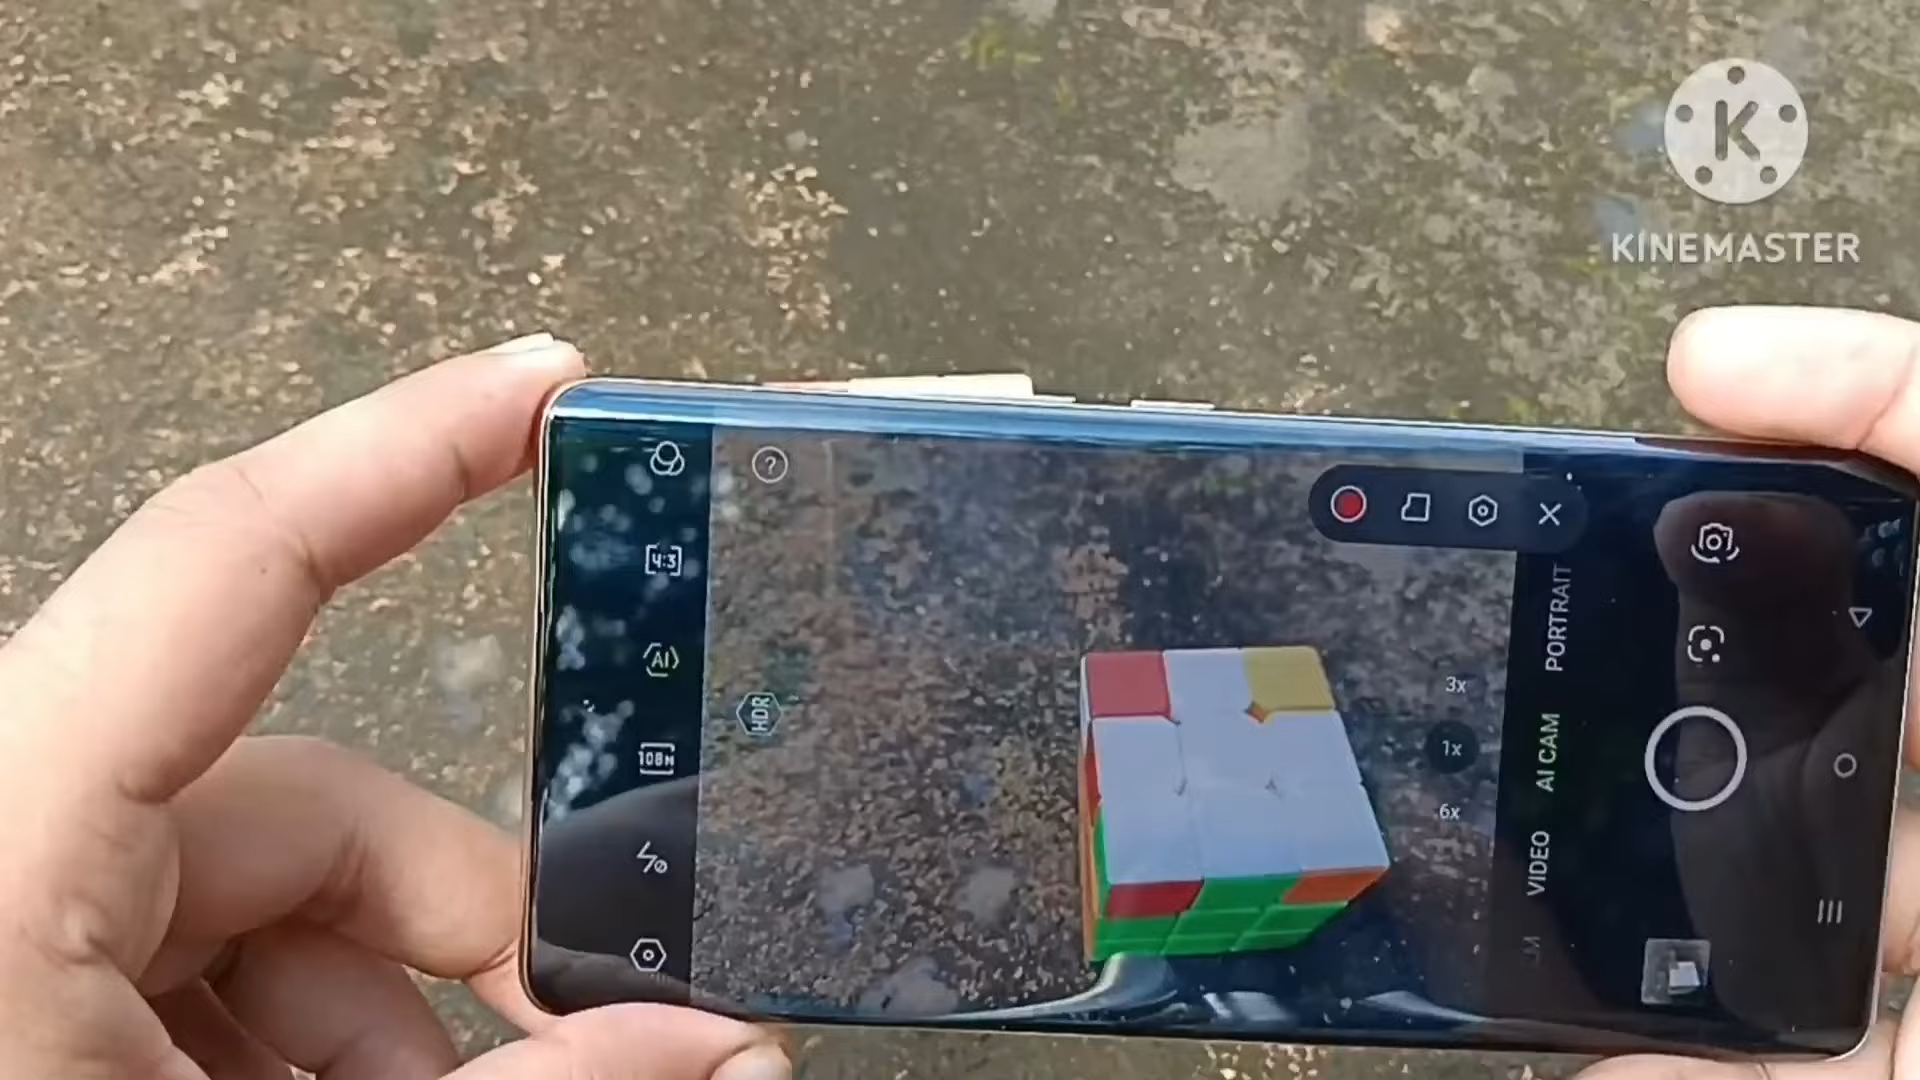 K
KINEMASTER
?
4:3
AI
108M
HDR
3x
1x
6x
PORTRAIT
AI CAM
VIDEO